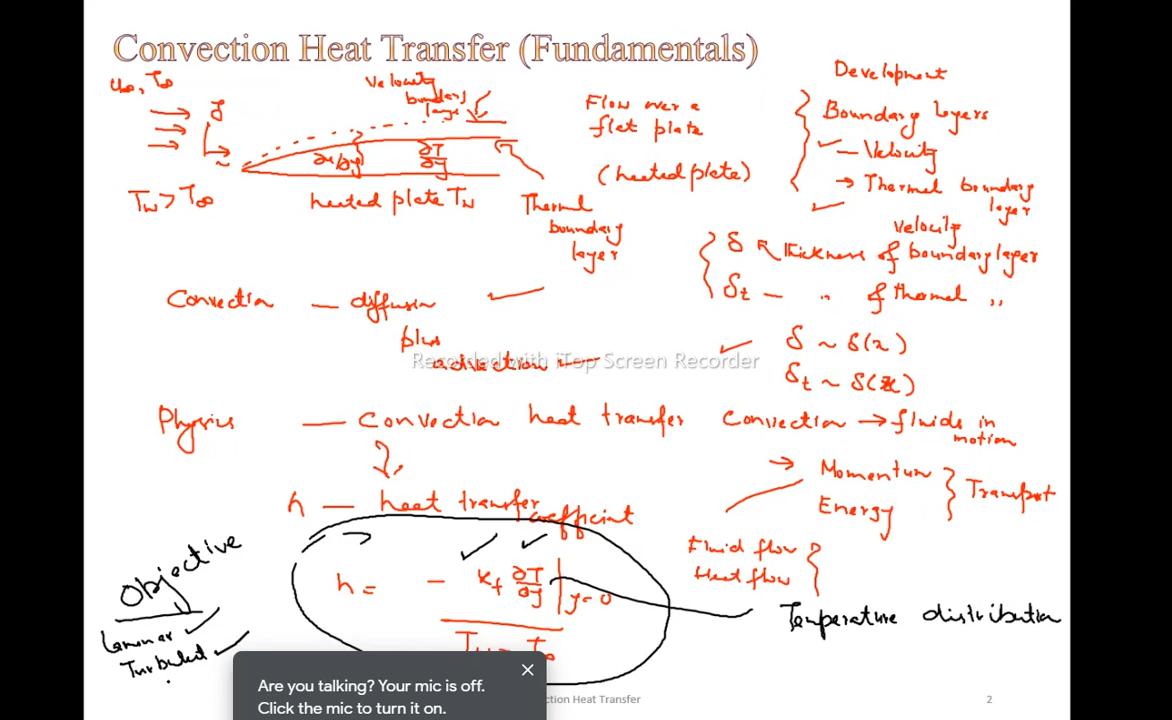 Convection Heat Transfer (Fundamentals)
u∞, T∞
Velocity
boundary
layer
y
x
∂u/∂y
∂T/∂y
Tw > T∞
heated plate Tw
Thermal
boundary
layer
Flow over a
flat plate
(heated plate)
Development
Boundary layers
— Velocity
→ Thermal boundary
layer
Velocity
δ thickness of boundary layer
δt — " of thermal "
Convection — diffusion
plus
advection
Recorded with iTop Screen Recorder
δ ~ δ(x)
δt ~ δ(x)
Physics — Convection heat transfer
Convection → fluids in
motion
→ Momentum
Energy } Transport
h — heat transfer
coefficient
Fluid flow
Heat flow
Objective
Laminar
Turbulent
h = - Kf ∂T/∂y | y=0
Tw - T∞
Temperature distribution
Are you talking? Your mic is off.
Click the mic to turn it on.
ction Heat Transfer
2